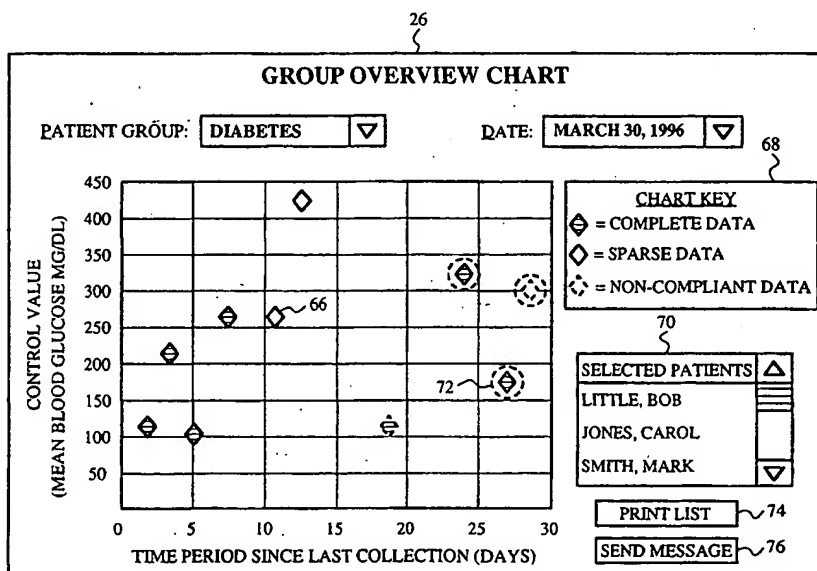 26
GROUP OVERVIEW CHART
PATIENT GROUP: DIABETES
DATE: MARCH 30, 1996
68
CHART KEY
= COMPLETE DATA
= SPARSE DATA
= NON-COMPLIANT DATA
CONTROL VALUE
(MEAN BLOOD GLUCOSE MG/DL)
450
400
350
300
250
200
150
100
50
66
72
0 5 10 15 20 25 30
TIME PERIOD SINCE LAST COLLECTION (DAYS)
70
SELECTED PATIENTS
LITTLE, BOB
JONES, CAROL
SMITH, MARK
PRINT LIST 74
SEND MESSAGE 76